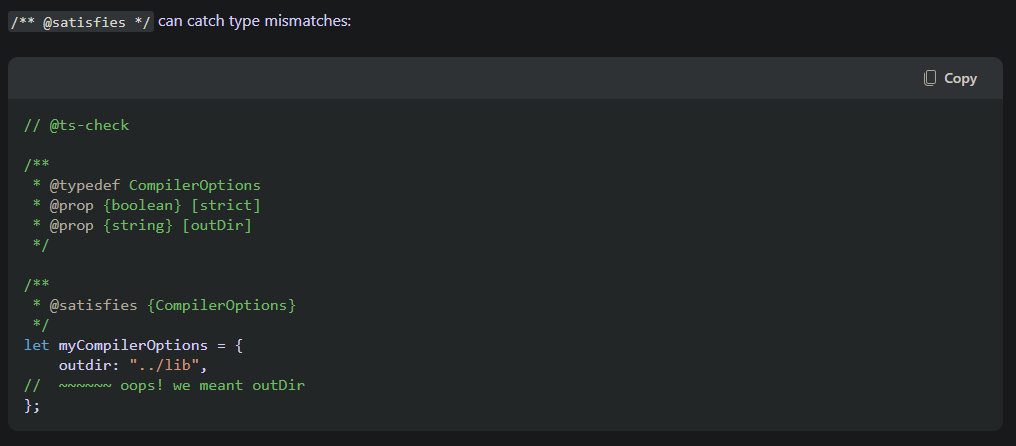 /** @satisfies */ can catch type mismatches:
Copy
// @ts-check
/**
 * @typedef CompilerOptions
 * @prop {boolean} [strict]
 * @prop {string} [outDir]
 */
/**
 * @satisfies {CompilerOptions}
 */
let myCompilerOptions = {
    outdir: "../lib",
//  ~~~~~~ oops! we meant outDir
};